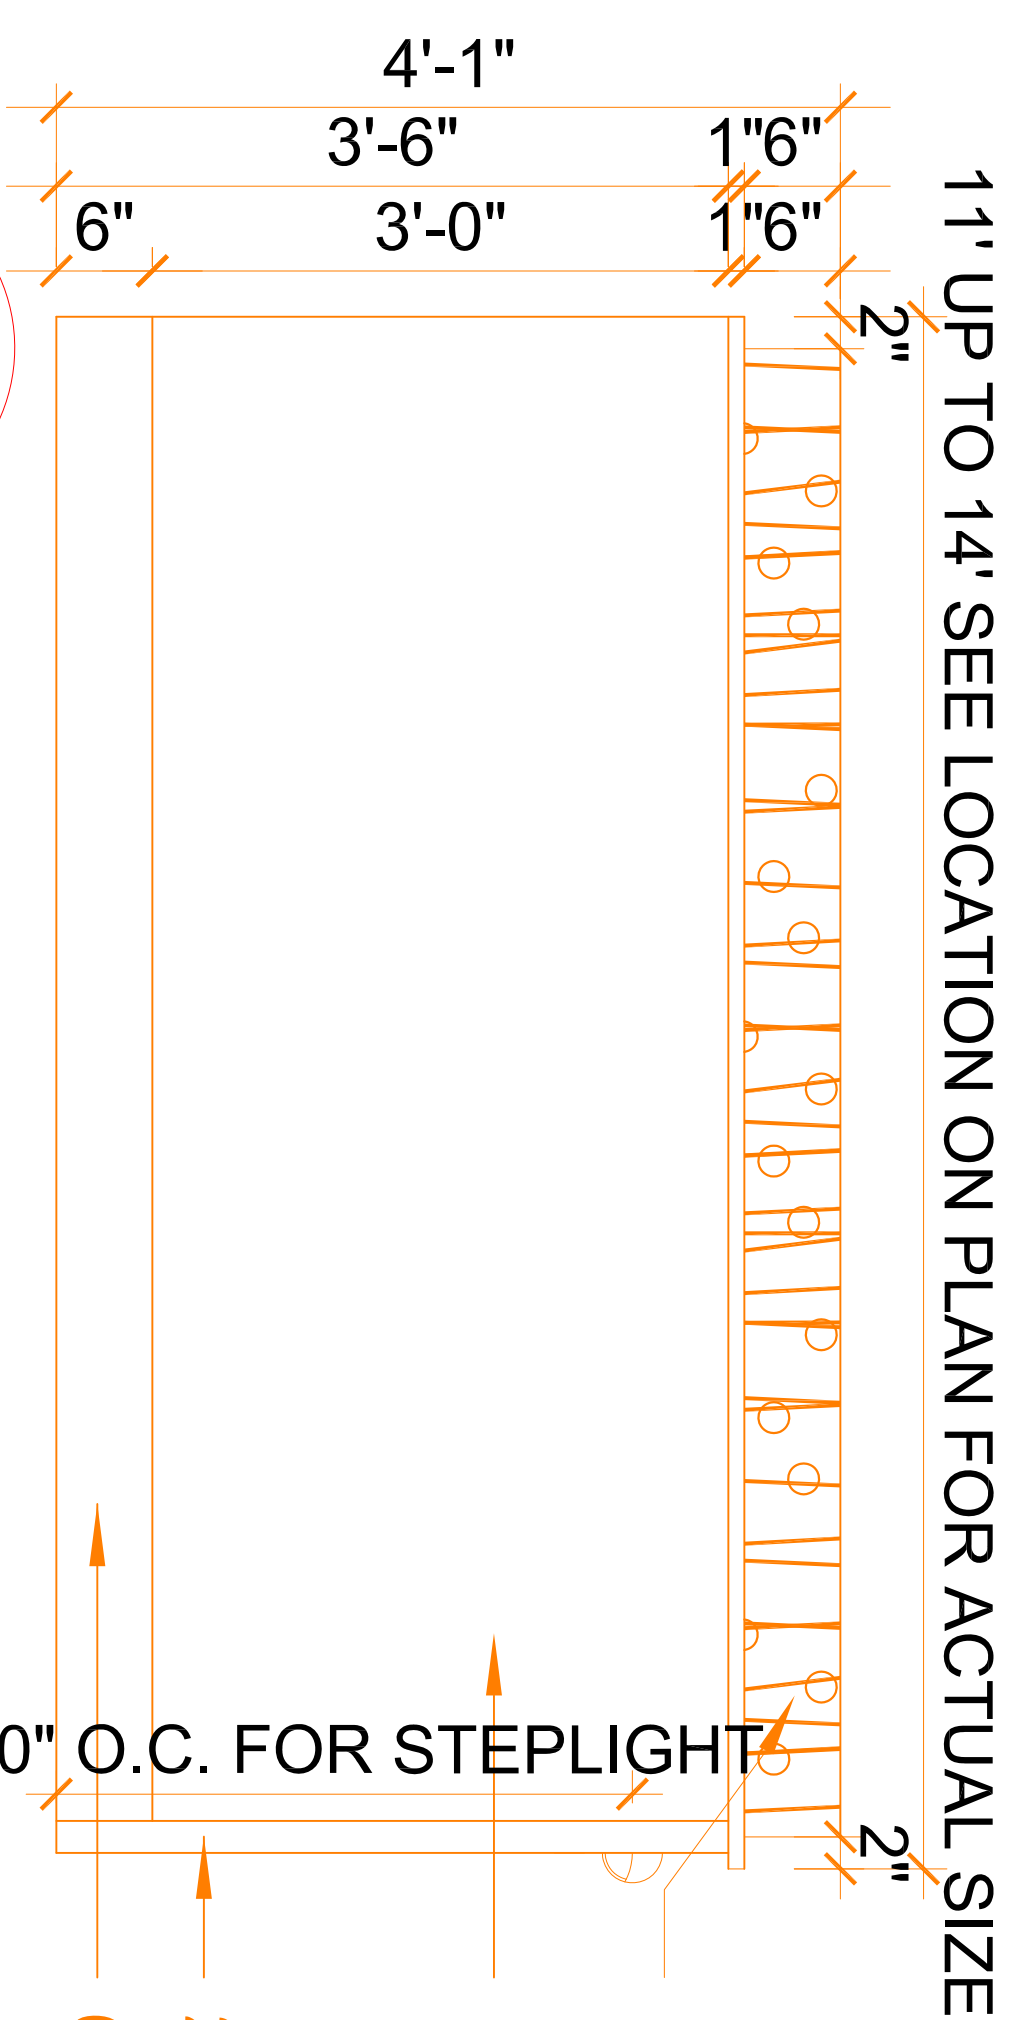 4'-1"
3'-6" 1" 6"
6" 3'-0" 1" 6"
2"
11' UP TO 14' SEE LOCATION ON PLAN FOR ACTUAL SIZE
0" O.C. FOR STEPLIGHT
2"